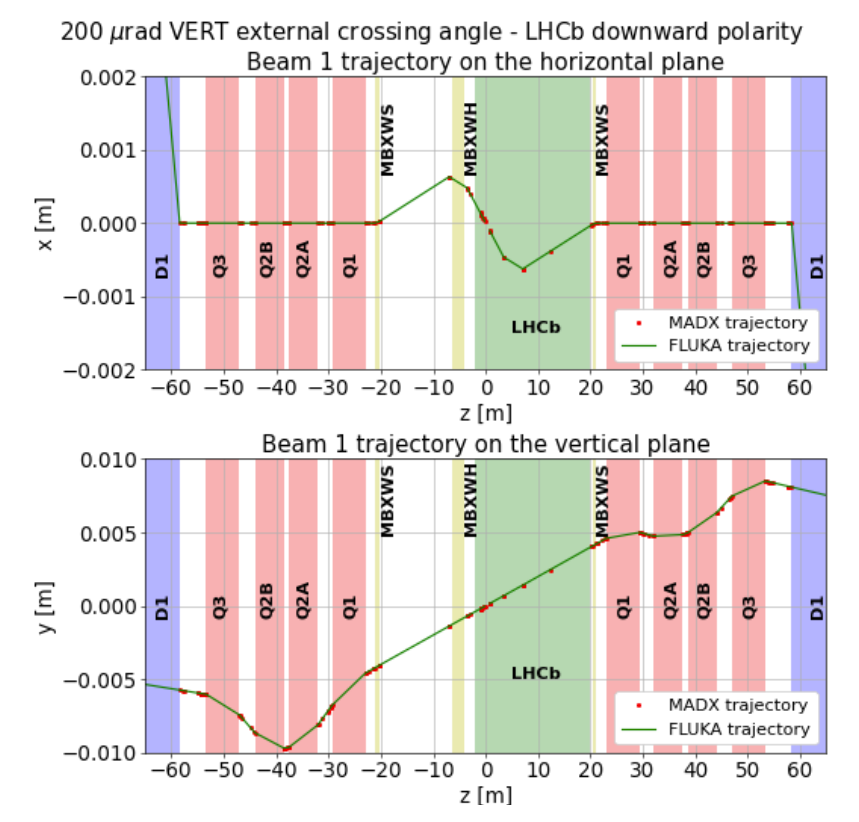 200 μrad VERT external crossing angle - LHCb downward polarity
Beam 1 trajectory on the horizontal plane
0.002
0.001
0.000
−0.001
−0.002
x [m]
D1
Q3
Q2B
Q2A
Q1
MBXWS
MBXWH
LHCb
MBXWS
Q1
Q2A
Q2B
Q3
D1
MADX trajectory
FLUKA trajectory
−60 −50 −40 −30 −20 −10 0 10 20 30 40 50 60
z [m]
Beam 1 trajectory on the vertical plane
0.010
0.005
0.000
−0.005
−0.010
y [m]
D1
Q3
Q2B
Q2A
Q1
MBXWS
MBXWH
LHCb
MBXWS
Q1
Q2A
Q2B
Q3
D1
MADX trajectory
FLUKA trajectory
−60 −50 −40 −30 −20 −10 0 10 20 30 40 50 60
z [m]